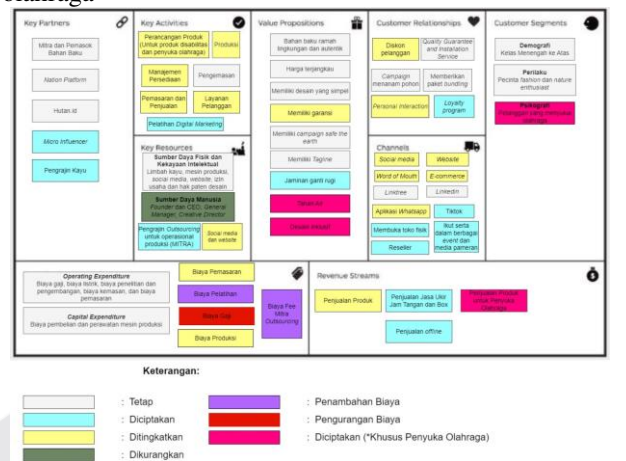 olahraga
Key Partners
Mitra dan Pemasok
Bahan Baku
Nation Platform
Hutan.id
Micro Influencer
Pengrajin Kayu
Key Activities
Perancangan Produk
(Untuk produk disabilitas
dan penyuka olahraga)
Produksi
Manajemen
Persediaan
Pengemasan
Pemasaran dan
Penjualan
Layanan
Pelanggan
Pelatihan Digital Marketing
Key Resources
Sumber Daya Fisik dan
Kekayaan Intelektual
Limbah kayu, mesin produksi,
social media, website, izin
usaha dan hak paten desain
Sumber Daya Manusia
Founder dan CEO, General
Manager, Creative Director
Pengrajin Outsourcing
untuk operasional
produksi (MITRA)
Social media
dan website
Value Propositions
Bahan baku ramah
lingkungan dan autentik
Harga terjangkau
Memiliki desain yang simpel
Memiliki garansi
Memiliki campaign safe the
earth
Memiliki Tagline
Jaminan ganti rugi
Desain
Customer Relationships
Diskon
pelanggan
Quality Guarantee
and Installation
Service
Campaign
menanam pohon
Memberikan
paket bundling
Personal Interaction
Loyalty
program
Channels
Social media
Website
Word of Mouth
E-commerce
Linktree
Linkedin
Aplikasi Whatsapp
Tiktok
Membuka toko fisik
Ikut serta
dalam berbagai
event dan
media pameran
Reseller
Customer Segments
Demografi
Kelas Menengah ke Atas
Perilaku
Pecinta fashion dan nature
enthusiast
Psikografi
Pelanggan yang menyukai
olahraga
Operating Expenditure
Biaya gaji, biaya listrik, biaya penelitian dan
pengembangan, biaya kemasan, dan biaya
pemasaran
Capital Expenditure
Biaya pembelian dan perawatan mesin produksi
Biaya Pemasaran
Biaya Pelatihan
Biaya Gaji
Biaya Produksi
Biaya Fee
Mitra
Outsourcing
Revenue Streams
Penjualan Produk
Penjualan Jasa Ukir
Jam Tangan dan Box
Penjualan Produk
untuk Penyuka
Olahraga
Penjualan offline
Keterangan:
: Tetap
: Penambahan Biaya
: Diciptakan
: Pengurangan Biaya
: Ditingkatkan
: Diciptakan (*Khusus Penyuka Olahraga)
: Dikurangkan